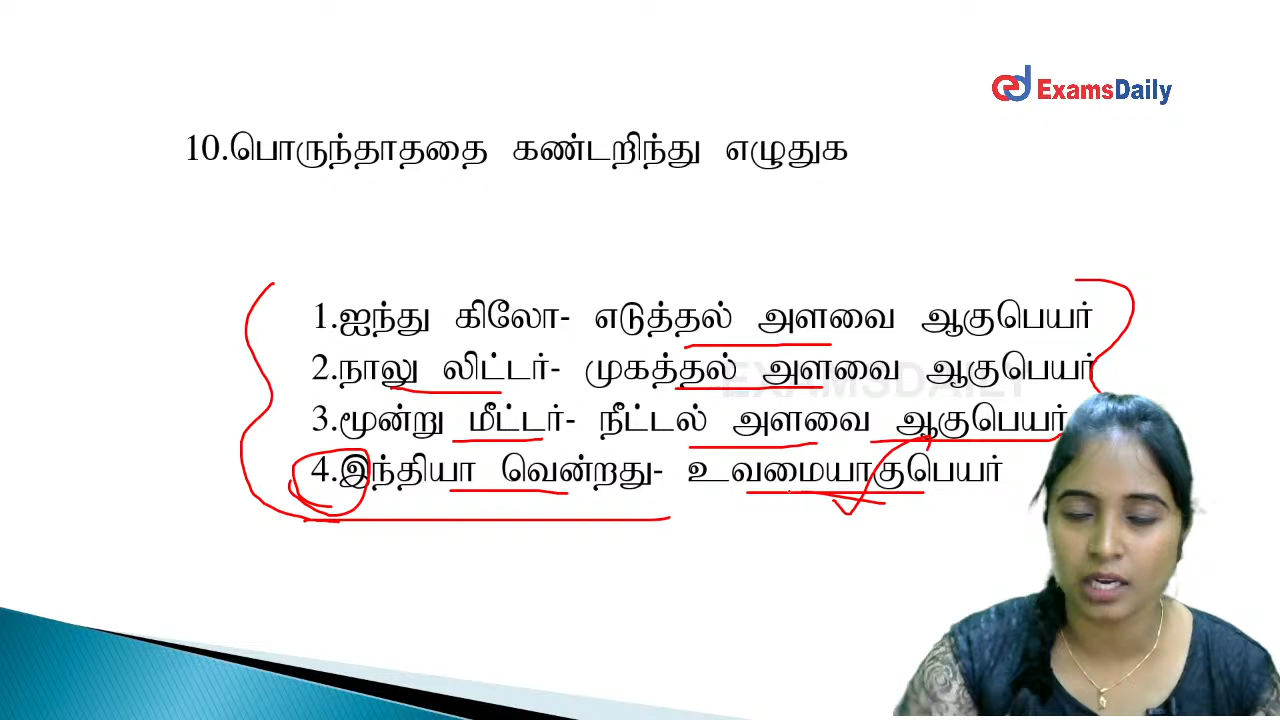 ExamsDaily
10.பொருந்தாததை கண்டறிந்து எழுதுக
1.ஐந்து கிலோ- எடுத்தல் அளவை ஆகுபெயர்
2.நாலு லிட்டர்- முகத்தல் அளவை ஆகுபெயர்
EXAMSDAILY
3.மூன்று மீட்டர்- நீட்டல் அளவை ஆகுபெயர்
4.இந்தியா வென்றது- உவமையாகுபெயர்